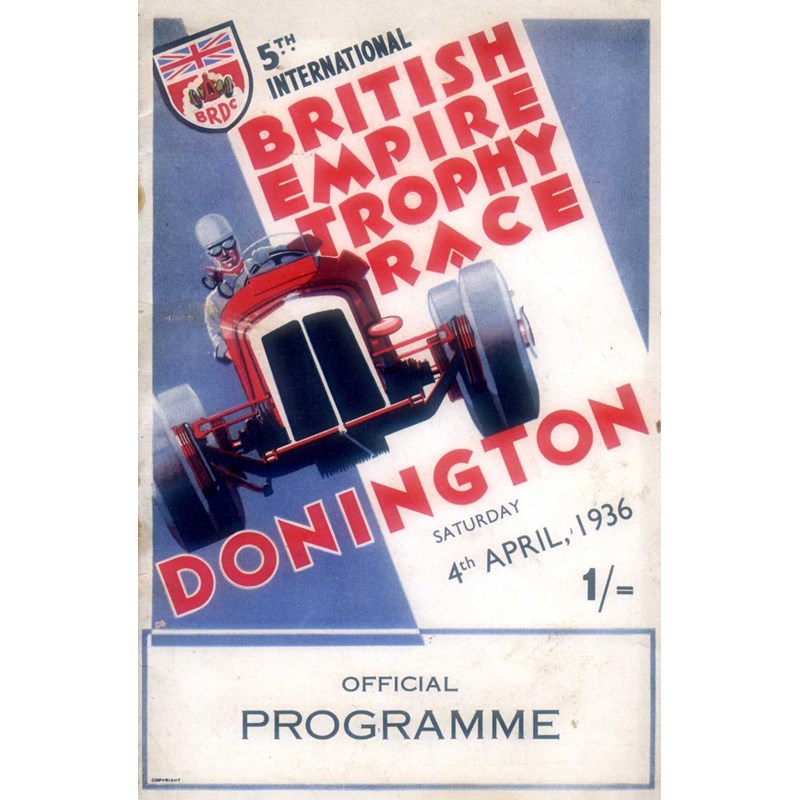 BRDC
5TH
INTERNATIONAL
BRITISH
EMPIRE
TROPHY
RACE
DONINGTON
SATURDAY
4th APRIL, 1936
1/=
OFFICIAL
PROGRAMME
COPYRIGHT